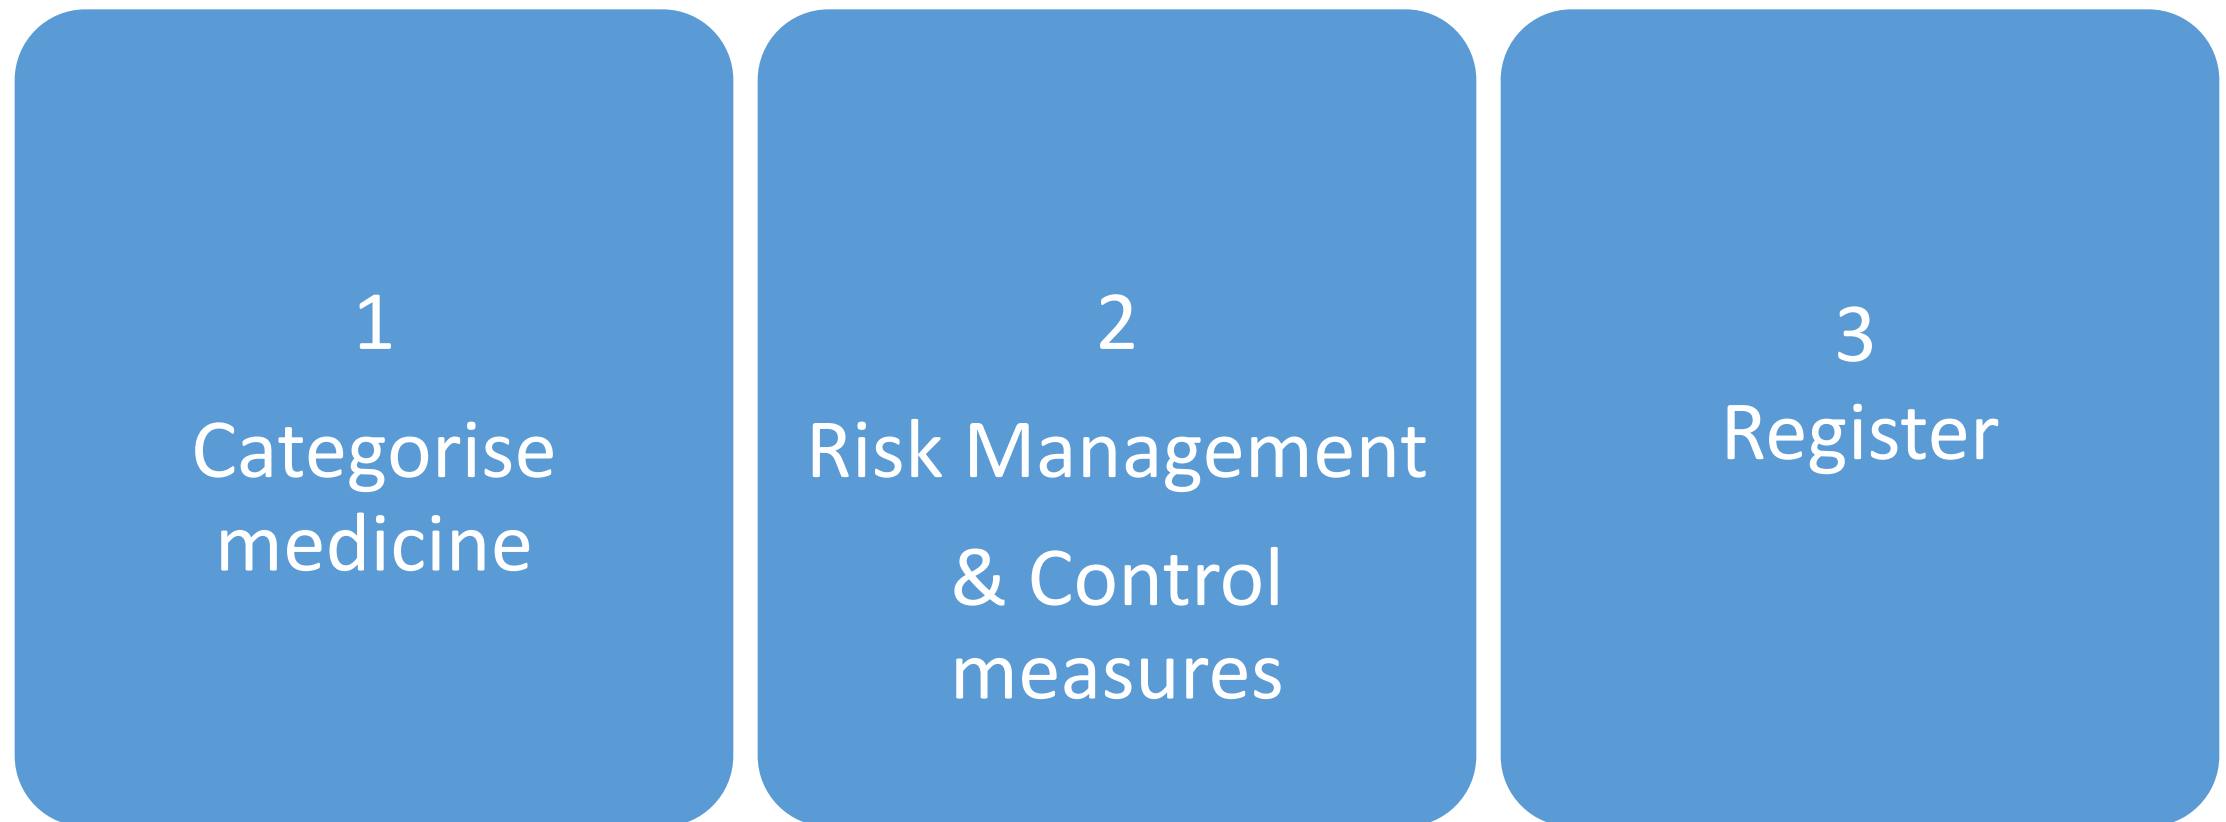 1
Categorise
medicine
2
Risk Management
& Control
measures
3
Register